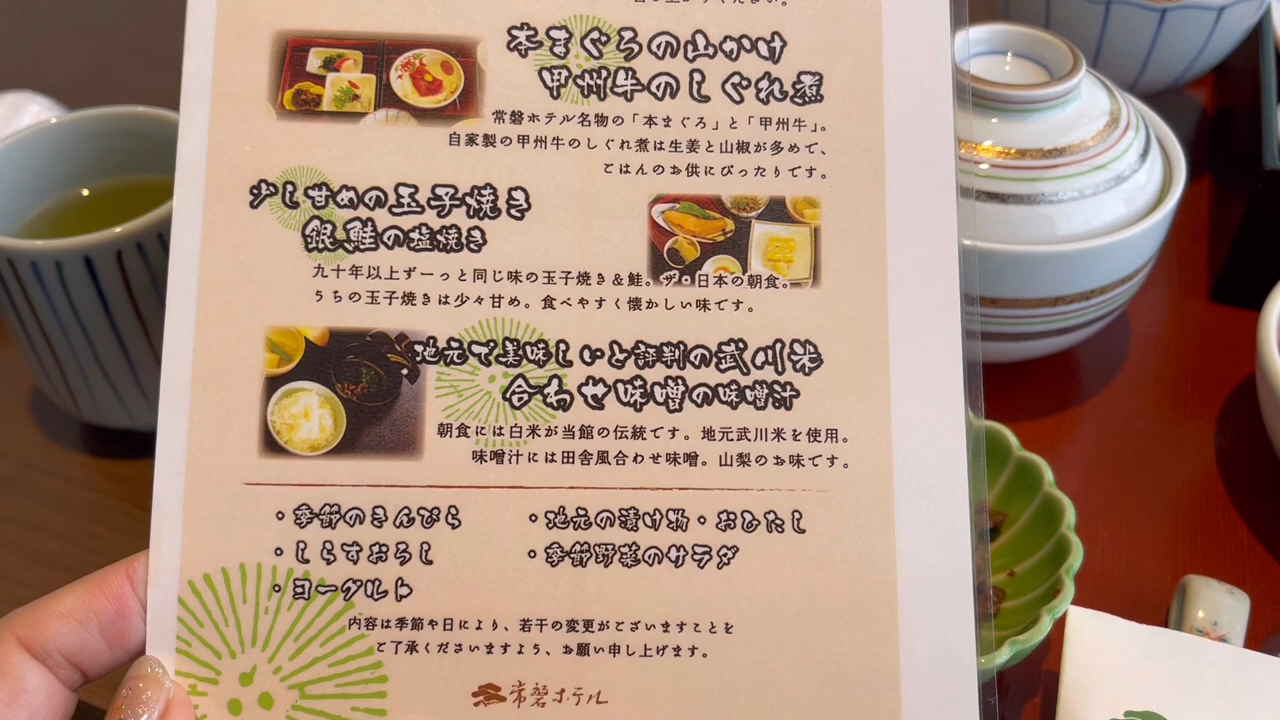 本まぐろの山かけ
甲州牛のしぐれ煮
常磐ホテル名物の「本まぐろ」と「甲州牛」。
自家製の甲州牛のしぐれ煮は生姜と山椒が多めで、
ごはんのお供にぴったりです。
少し甘めの玉子焼き
銀鮭の塩焼き
九十年以上ずーっと同じ味の玉子焼き＆鮭。ザ・日本の朝食。
うちの玉子焼きは少々甘め。食べやすく懐かしい味です。
地元で美味しいと評判の武川米
合わせ味噌の味噌汁
朝食には白米が当館の伝統です。地元武川米を使用。
味噌汁には田舎風合わせ味噌。山梨のお味です。
・季節のきんぴら
・地元の漬け物・おひたし
・しらすおろし
・季節野菜のサラダ
・ヨーグルト
内容は季節や日により、若干の変更がございますことを
ご了承くださいますよう、お願い申し上げます。
常磐ホテル